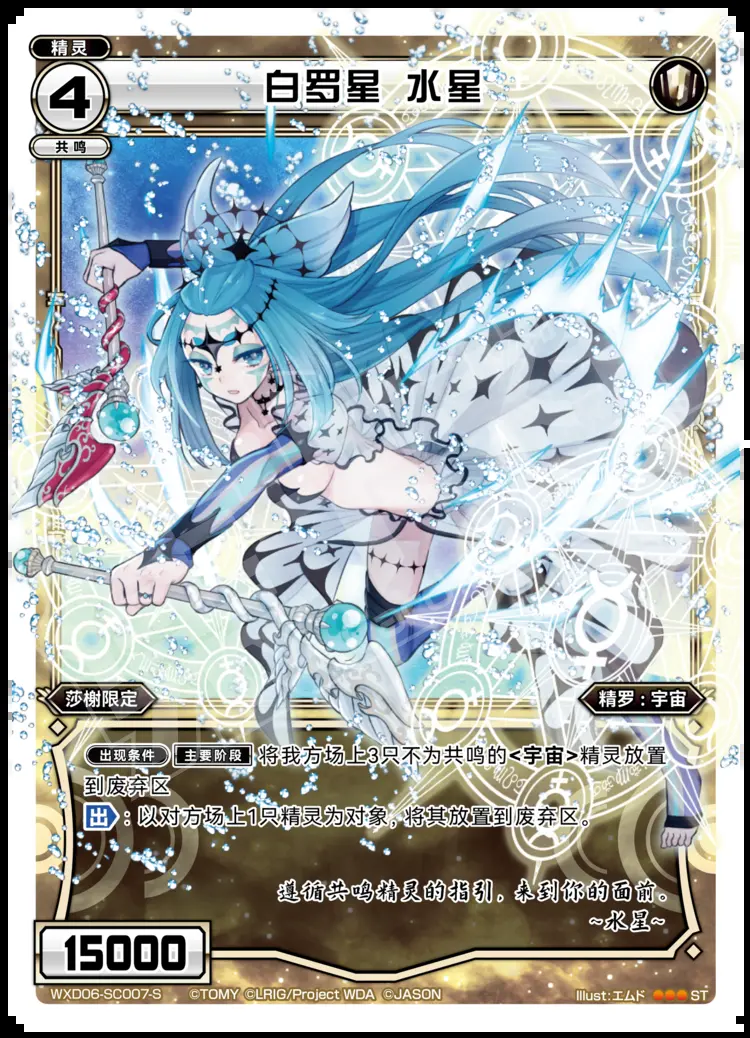 精灵
4
白罗星 水星
共鸣
莎榭限定
精罗:宇宙
出现条件 主要阶段 将我方场上3只不为共鸣的<宇宙>精灵放置
到废弃区
出:以对方场上1只精灵为对象,将其放置到废弃区。
遵循共鸣精灵的指引,来到你的面前。
~水星~
15000
WXD06-SC007-S ©TOMY ©LRIG/Project WDA ©JASON Illust:エムド ST